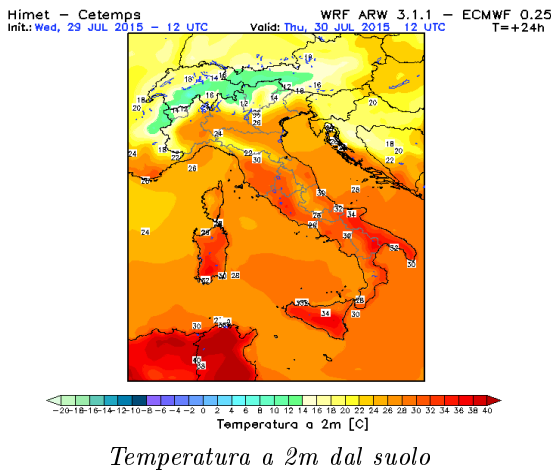 Himet – Cetemps WRF ARW 3.1.1 – ECMWF 0.25
Init.: Wed, 29 JUL 2015 – 12 UTC Valid: Thu, 30 JUL 2015 12 UTC T=+24h
-20-18-16-14-12-10-8 -6 -4 -2 0 2 4 6 8 10 12 14 16 18 20 22 24 26 28 30 32 34 36 38 40
Temperatura a 2m [C]
Temperatura a 2m dal suolo